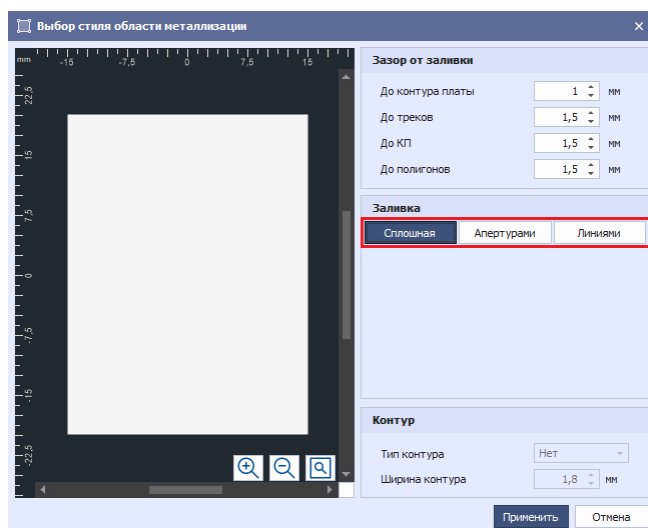 Выбор стиля области металлизации
mm
-15 -7,5 0 7,5 15
22,5
15
7,5
0
-7,5
-15
-22,5
Зазор от заливки
До контура платы 1 мм
До треков 1,5 мм
До КП 1,5 мм
До полигонов 1,5 мм
Заливка
Сплошная Апертурами Линиями
Контур
Тип контура Нет
Ширина контура 1,8 мм
Применить Отмена